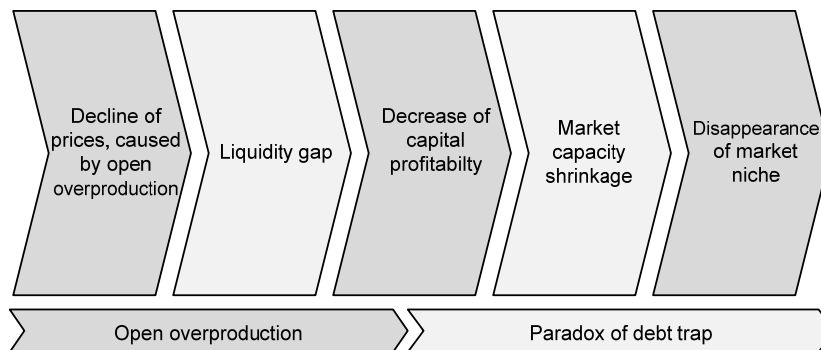 Decline of
prices, caused
by open
overproduction
Liquidity gap
Decrease of
capital
profitabilty
Market
capacity
shrinkage
Disappearance
of market
niche
Open overproduction
Paradox of debt trap